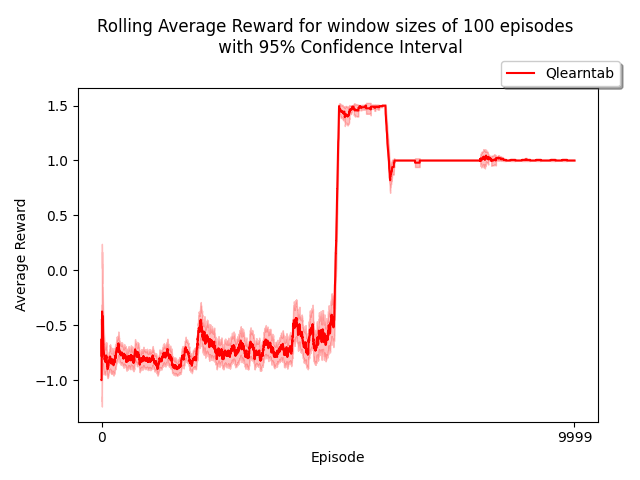 Rolling Average Reward for window sizes of 100 episodes
with 95% Confidence Interval
Qlearntab
1.5
1.0
0.5
0.0
−0.5
−1.0
Average Reward
0
9999
Episode